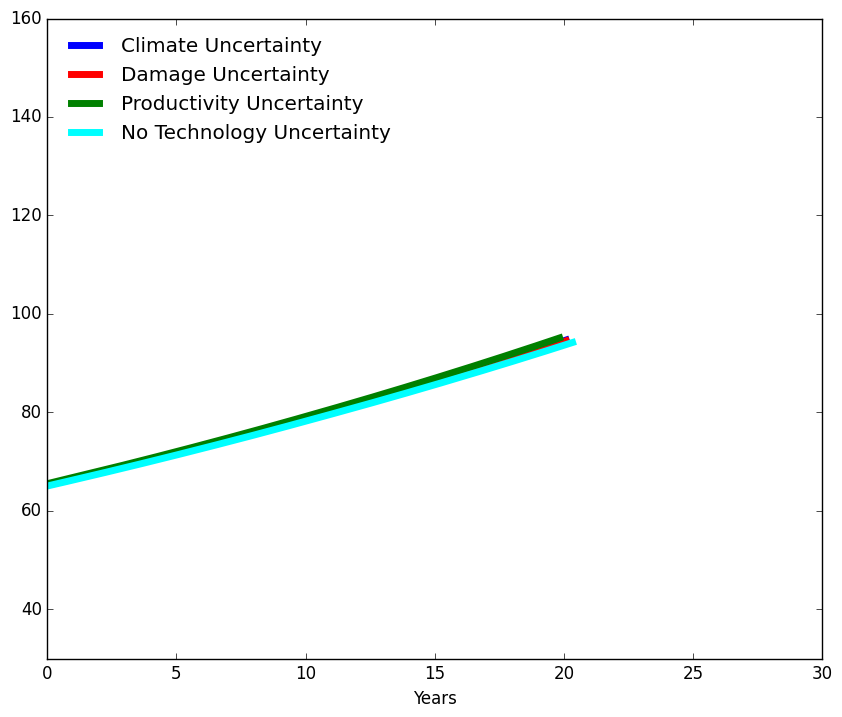 160
Climate Uncertainty
Damage Uncertainty
Productivity Uncertainty
No Technology Uncertainty
140
120
100
80
60
40
0 5 10 15 20 25 30
Years